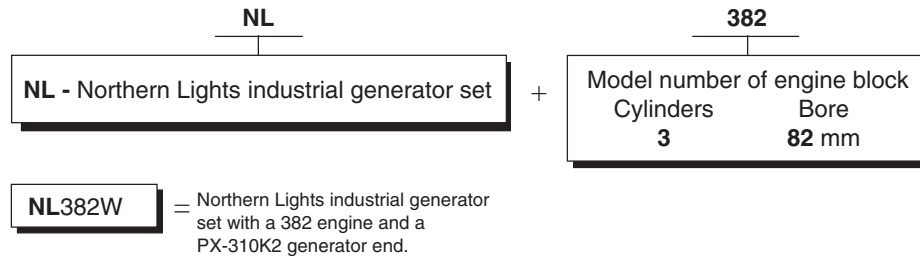 NL
382
NL - Northern Lights industrial generator set
+
Model number of engine block
Cylinders Bore
3 82 mm
NL382W
= Northern Lights industrial generator
set with a 382 engine and a
PX-310K2 generator end.